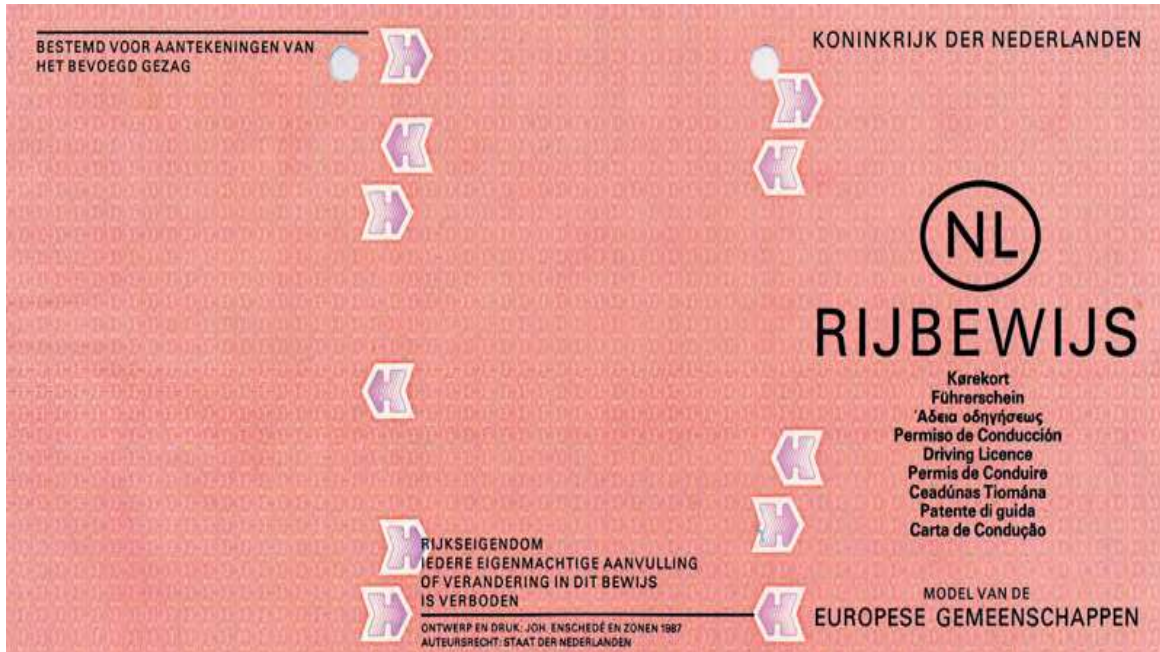 BESTEMD VOOR AANTEKENINGEN VAN
HET BEVOEGD GEZAG
RIJKSEIGENDOM
IEDERE EIGENMACHTIGE AANVULLING
OF VERANDERING IN DIT BEWIJS
IS VERBODEN
ONTWERP EN DRUK: JOH. ENSCHEDÉ EN ZONEN 1987
AUTEURSRECHT: STAAT DER NEDERLANDEN
KONINKRIJK DER NEDERLANDEN
NL
RIJBEWIJS
Kørekort
Führerschein
Άδεια οδηγήσεως
Permiso de Conducción
Driving Licence
Permis de Conduire
Ceadúnas Tiomána
Patente di guida
Carta de Condução
MODEL VAN DE
EUROPESE GEMEENSCHAPPEN